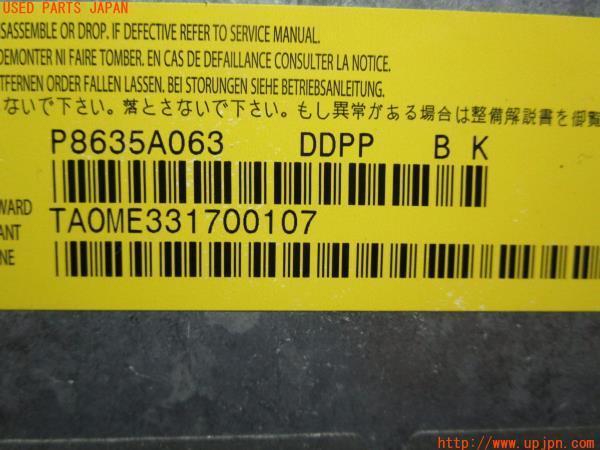 USED PARTS JAPAN
ISASSEMBLE OR DROP. IF DEFECTIVE REFER TO SERVICE MANUAL.
DEMONTER NI FAIRE TOMBER. EN CAS DE DEFAILLANCE CONSULTER LA NOTICE.
TFERNEN ORDER FALLEN LASSEN. BEI STORUNGEN SIEHE BETRIEBSANLEITUNG.
ないで下さい。落とさないで下さい。もし異常がある場合は整備解説書を御覧
P8635A063 DDPP B K
WARD TAOME331700107
ANT
NE
http://www.upjpn.com/